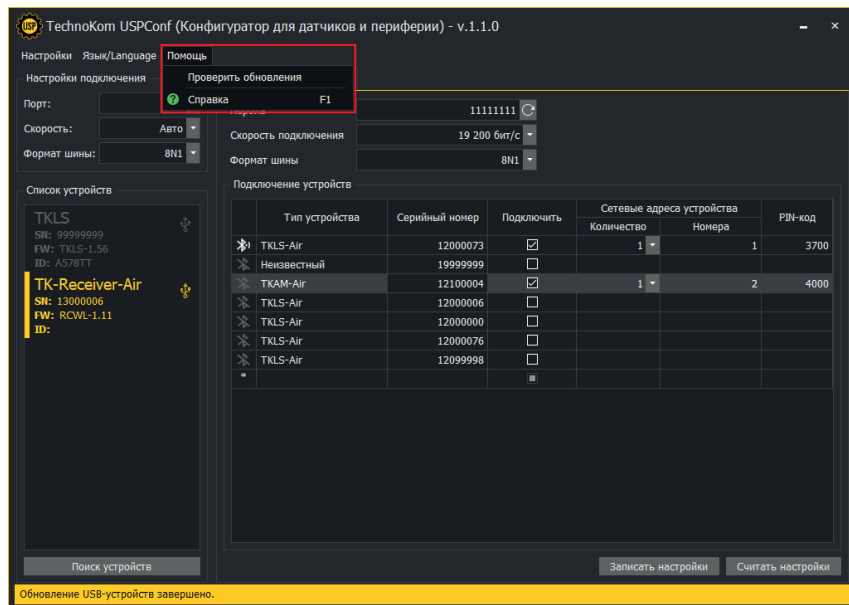 USP TechnoKom USPConf (Конфигуратор для датчиков и периферии) - v.1.1.0
Настройки Язык/Language Помощь
Проверить обновления
Справка F1
Настройки подключения
Порт:
Скорость: Авто
Формат шины: 8N1
11111111
Скорость подключения 19 200 бит/с
Формат шины 8N1
Список устройств
TKLS
SN: 99999999
FW: TKLS-1.56
ID: A578TT
TK-Receiver-Air
SN: 13000006
FW: RCWL-1.11
ID:
Подключение устройств
Тип устройства Серийный номер Подключить Сетевые адреса устройства PIN-код
Количество Номера
TKLS-Air 12000073 1 1 3700
Неизвестный 19999999
TKAM-Air 12100004 1 2 4000
TKLS-Air 12000006
TKLS-Air 12000000
TKLS-Air 12000076
TKLS-Air 12099998
*
Поиск устройств
Записать настройки Считать настройки
Обновление USB-устройств завершено.